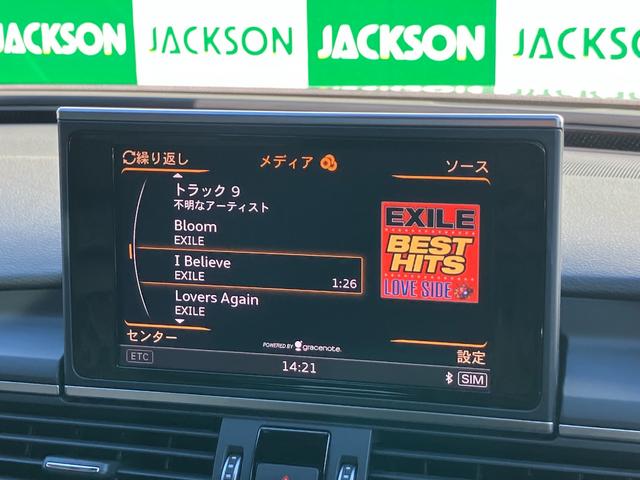 JACKSON JACKSON JACKSON JACKSON
繰り返し メディア ソース
トラック 9
不明なアーティスト
Bloom
EXILE
I Believe
EXILE
1:26
Lovers Again
EXILE
EXILE
BEST
HITS
LOVE SIDE
センター
POWERED BY gracenote.
設定
ETC 14:21 SIM